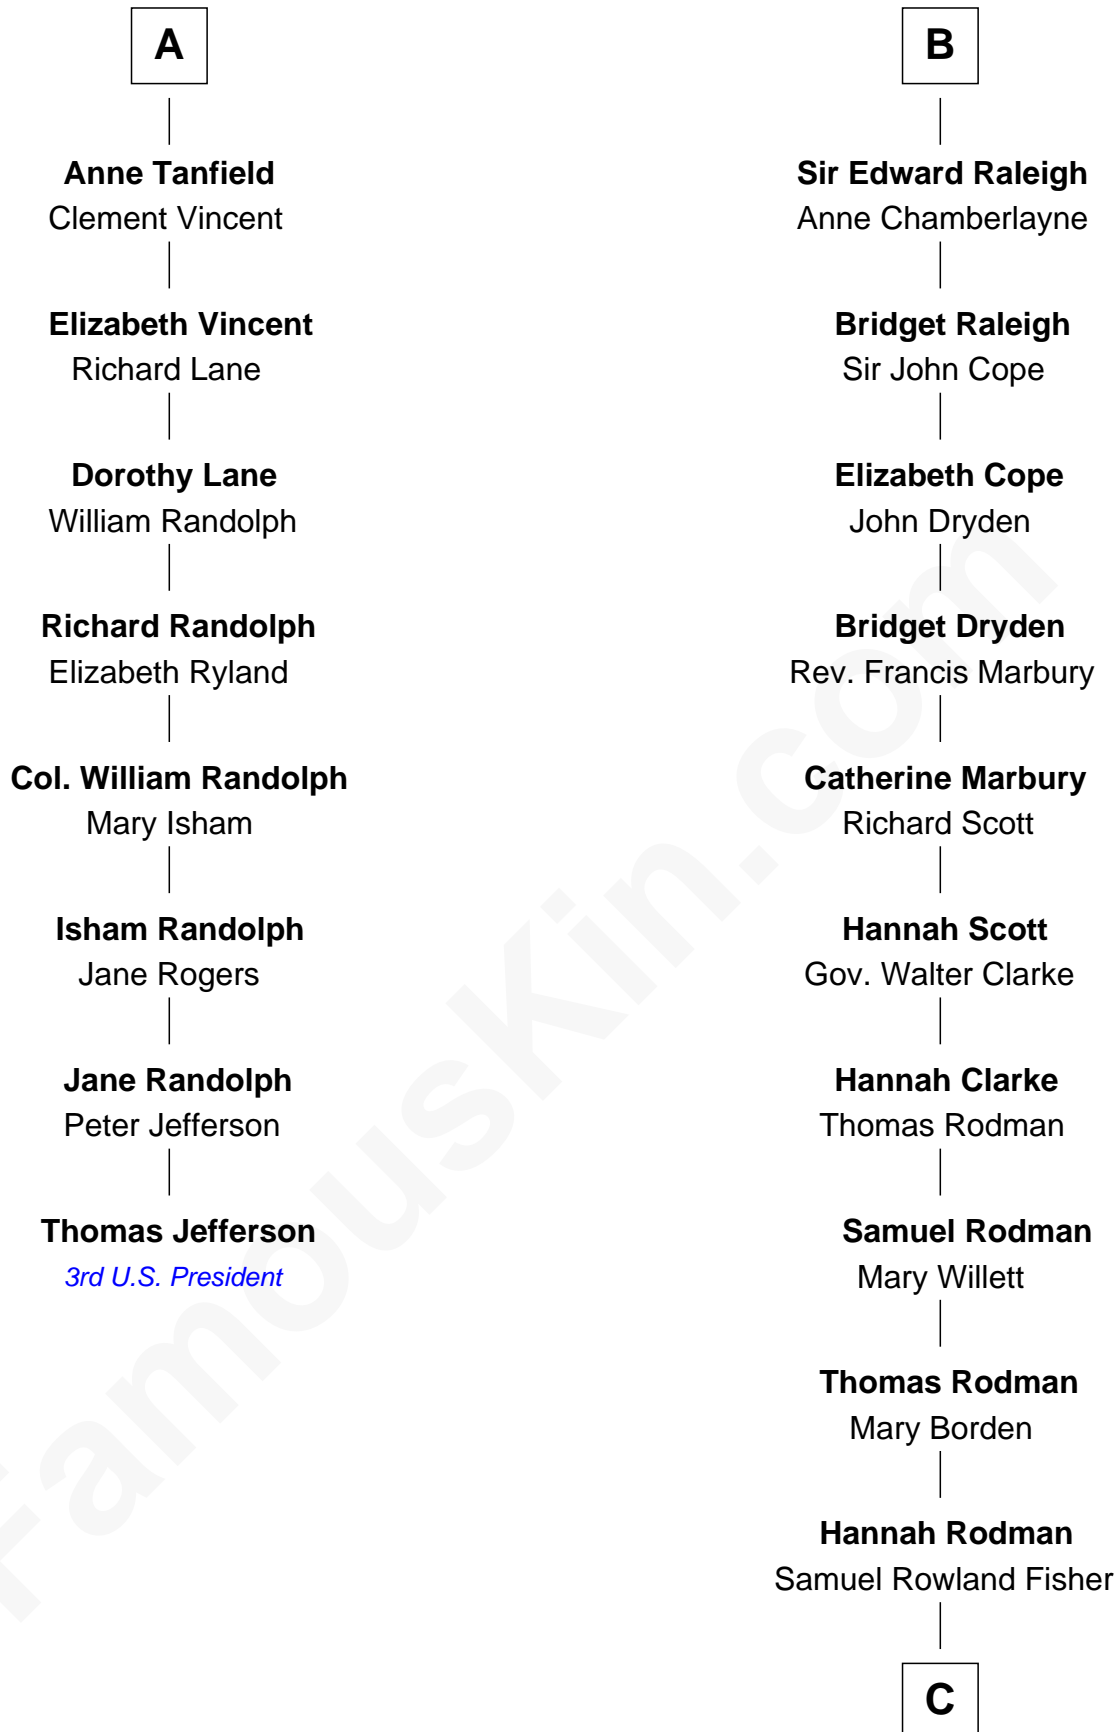 A
Anne Tanfield
Clement Vincent
Elizabeth Vincent
Richard Lane
Dorothy Lane
William Randolph
Richard Randolph
Elizabeth Ryland
Col. William Randolph
Mary Isham
Isham Randolph
Jane Rogers
Jane Randolph
Peter Jefferson
Thomas Jefferson
3rd U.S. President
B
Sir Edward Raleigh
Anne Chamberlayne
Bridget Raleigh
Sir John Cope
Elizabeth Cope
John Dryden
Bridget Dryden
Rev. Francis Marbury
Catherine Marbury
Richard Scott
Hannah Scott
Gov. Walter Clarke
Hannah Clarke
Thomas Rodman
Samuel Rodman
Mary Willett
Thomas Rodman
Mary Borden
Hannah Rodman
Samuel Rowland Fisher
C
FamousKin.com